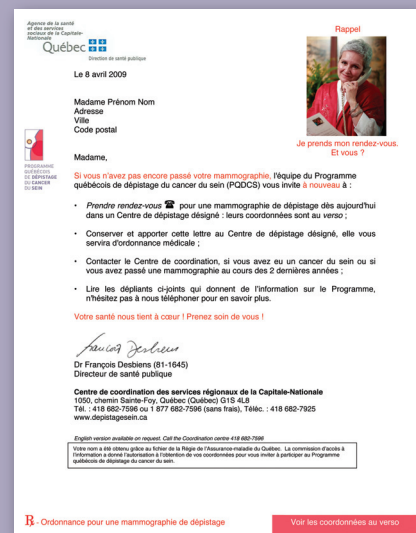 Agence de la santé
et des services
sociaux de la Capitale-
Nationale
Québec
Direction de santé publique
Rappel
Le 8 avril 2009
Madame Prénom Nom
Adresse
Ville
Code postal
Je prends mon rendez-vous.
Et vous ?
PROGRAMME
QUÉBÉCOIS
DE DÉPISTAGE
DU CANCER
DU SEIN
Madame,
Si vous n'avez pas encore passé votre mammographie, l'équipe du Programme
québécois de dépistage du cancer du sein (PQDCS) vous invite à nouveau à :
• Prendre rendez-vous ☎ pour une mammographie de dépistage dès aujourd'hui
dans un Centre de dépistage désigné : leurs coordonnées sont au verso ;
• Conserver et apporter cette lettre au Centre de dépistage désigné, elle vous
servira d'ordonnance médicale ;
• Contacter le Centre de coordination, si vous avez eu un cancer du sein ou si
vous avez passé une mammographie au cours des 2 dernières années ;
• Lire les dépliants ci-joints qui donnent de l'information sur le Programme,
n'hésitez pas à nous téléphoner pour en savoir plus.
Votre santé nous tient à cœur ! Prenez soin de vous !
François Desbiens
Dr François Desbiens (81-1645)
Directeur de santé publique
Centre de coordination des services régionaux de la Capitale-Nationale
1050, chemin Sainte-Foy, Québec (Québec) G1S 4L8
Tél. : 418 682-7596 ou 1 877 682-7596 (sans frais), Téléc. : 418 682-7925
www.depistagesein.ca
English version available on request. Call the Coordination centre 418 682-7596
Votre nom a été obtenu grâce au fichier de la Régie de l'Assurance-maladie du Québec. La commission d'accès à
l'information a donné l'autorisation à l'obtention de vos coordonnées pour vous inviter à participer au Programme
québécois de dépistage du cancer du sein.
℞ - Ordonnance pour une mammographie de dépistage
Voir les coordonnées au verso